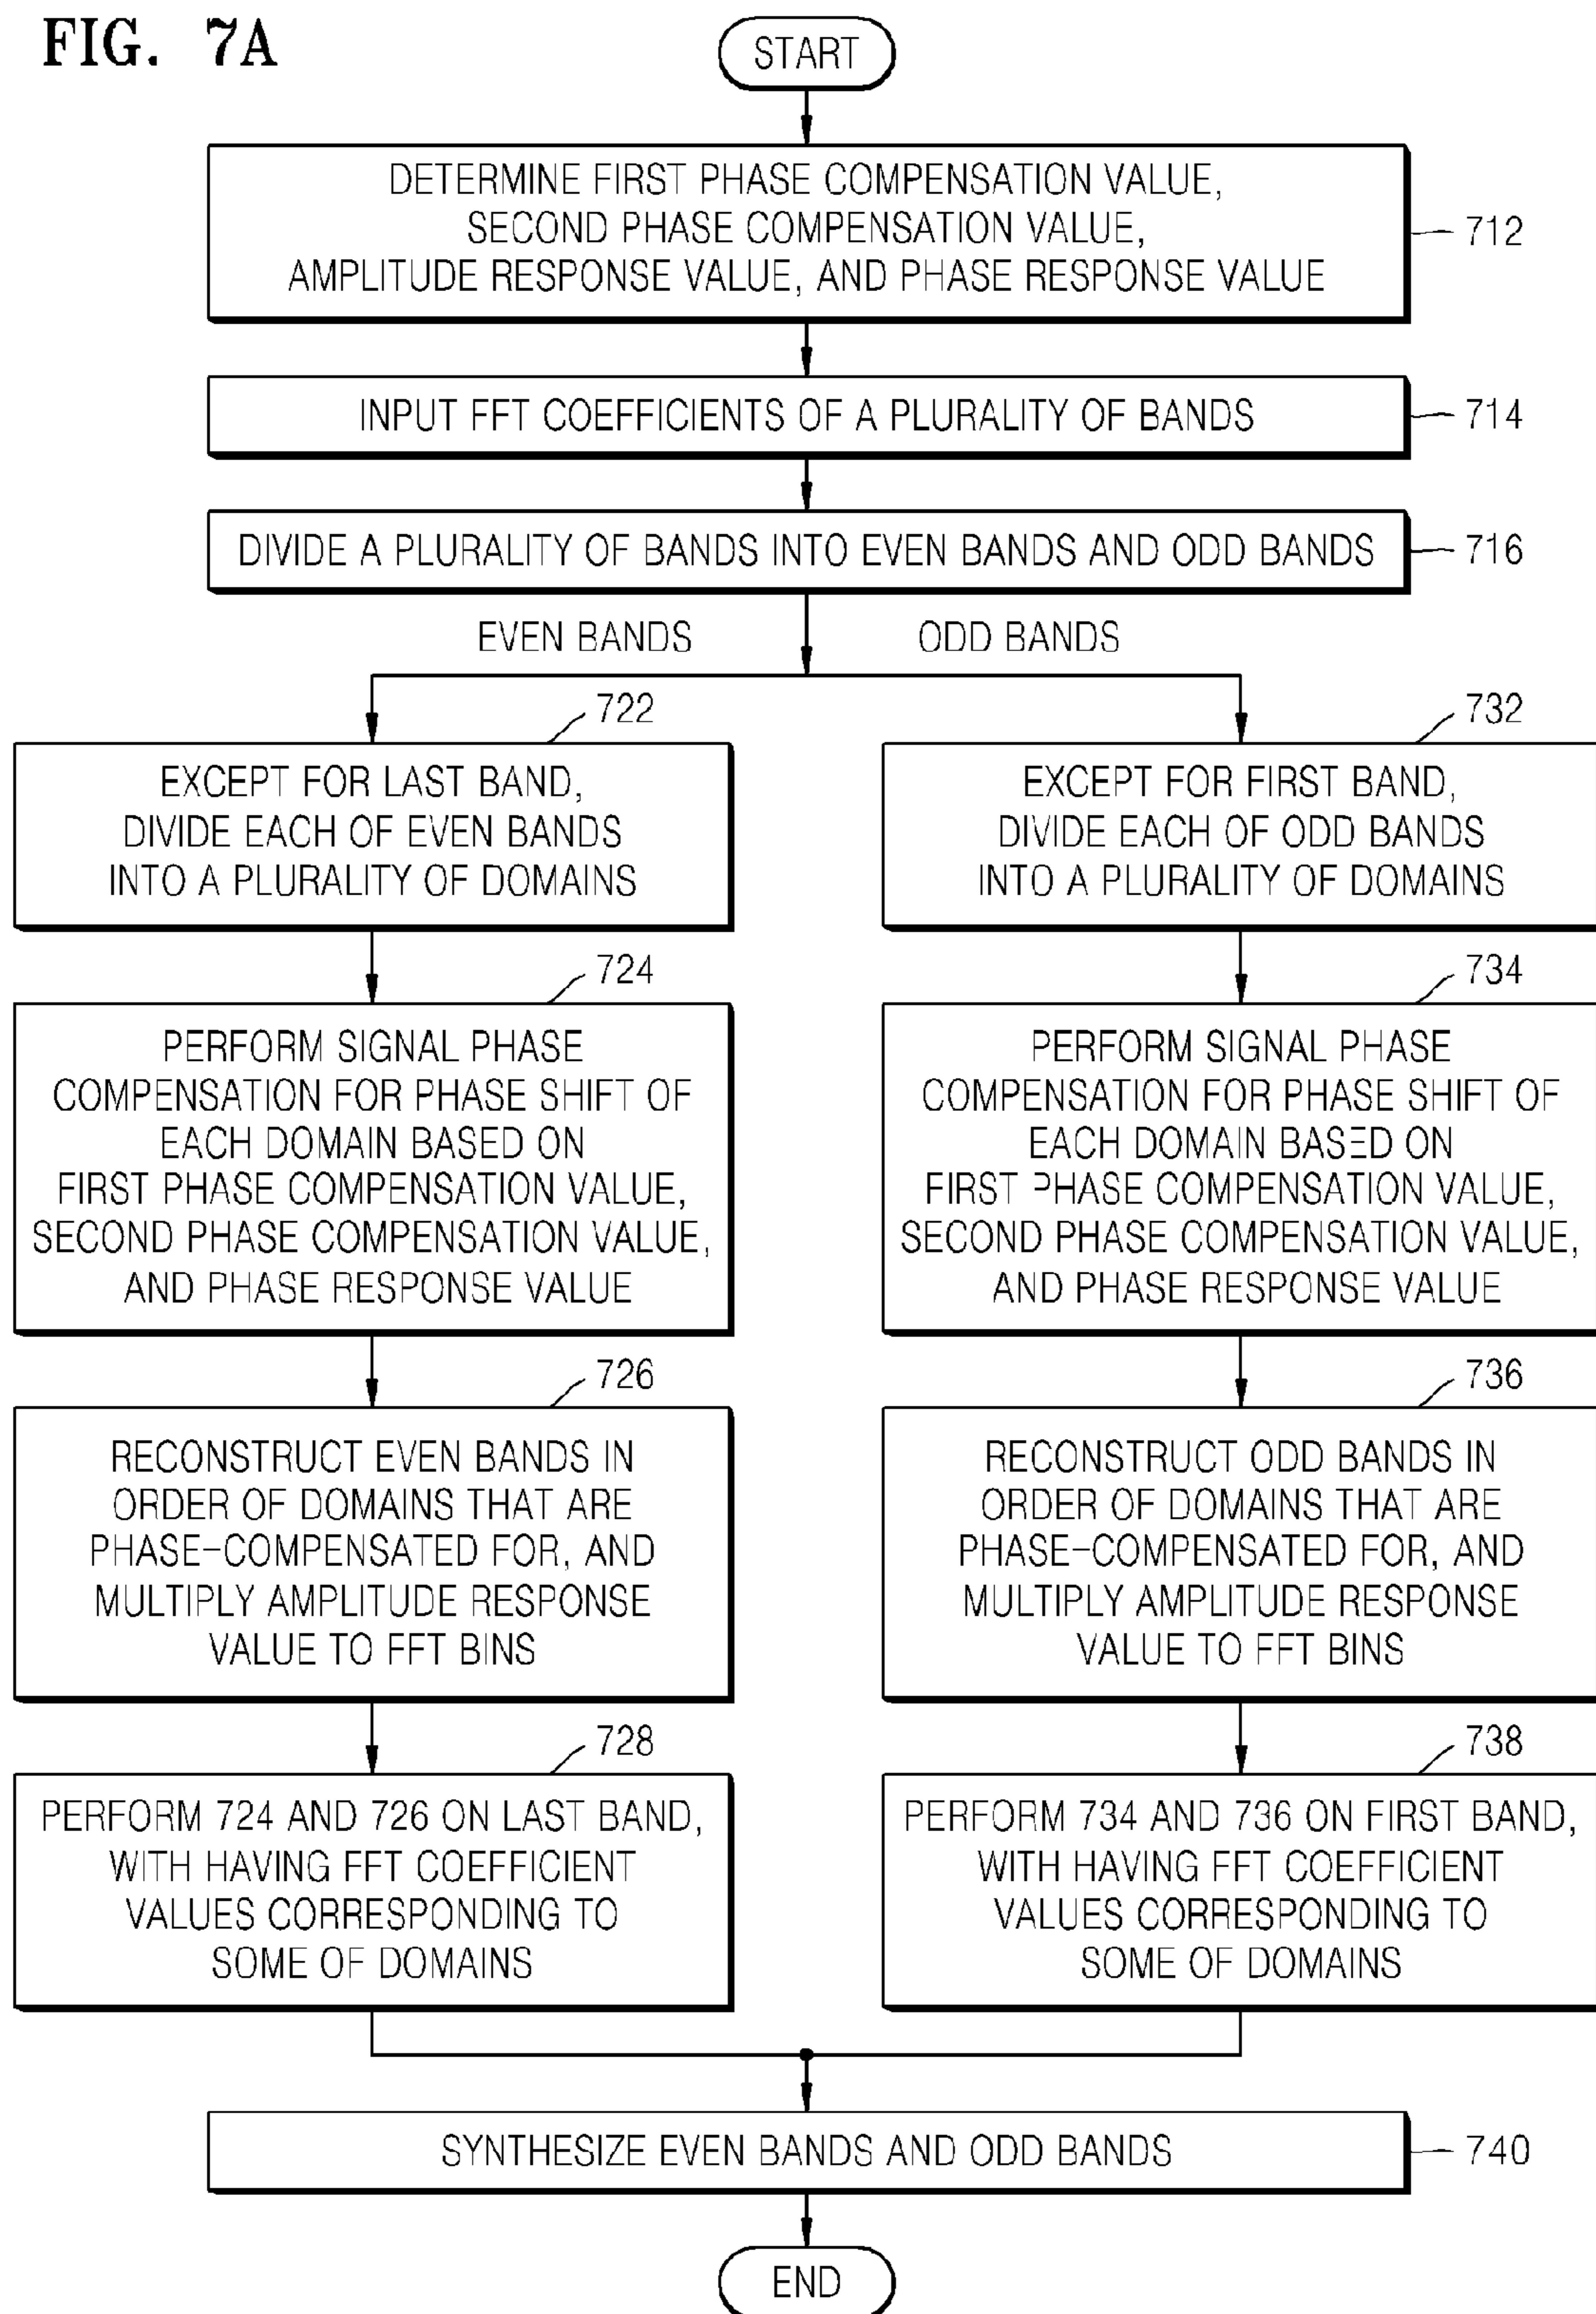 FIG. 7A
START
DETERMINE FIRST PHASE COMPENSATION VALUE,
SECOND PHASE COMPENSATION VALUE,
AMPLITUDE RESPONSE VALUE, AND PHASE RESPONSE VALUE
712
INPUT FFT COEFFICIENTS OF A PLURALITY OF BANDS
714
DIVIDE A PLURALITY OF BANDS INTO EVEN BANDS AND ODD BANDS
716
EVEN BANDS
ODD BANDS
722
EXCEPT FOR LAST BAND,
DIVIDE EACH OF EVEN BANDS
INTO A PLURALITY OF DOMAINS
724
PERFORM SIGNAL PHASE
COMPENSATION FOR PHASE SHIFT OF
EACH DOMAIN BASED ON
FIRST PHASE COMPENSATION VALUE,
SECOND PHASE COMPENSATION VALUE,
AND PHASE RESPONSE VALUE
726
RECONSTRUCT EVEN BANDS IN
ORDER OF DOMAINS THAT ARE
PHASE-COMPENSATED FOR, AND
MULTIPLY AMPLITUDE RESPONSE
VALUE TO FFT BINS
728
PERFORM 724 AND 726 ON LAST BAND,
WITH HAVING FFT COEFFICIENT
VALUES CORRESPONDING TO
SOME OF DOMAINS
732
EXCEPT FOR FIRST BAND,
DIVIDE EACH OF ODD BANDS
INTO A PLURALITY OF DOMAINS
734
PERFORM SIGNAL PHASE
COMPENSATION FOR PHASE SHIFT OF
EACH DOMAIN BASED ON
FIRST PHASE COMPENSATION VALUE,
SECOND PHASE COMPENSATION VALUE,
AND PHASE RESPONSE VALUE
736
RECONSTRUCT ODD BANDS IN
ORDER OF DOMAINS THAT ARE
PHASE-COMPENSATED FOR, AND
MULTIPLY AMPLITUDE RESPONSE
VALUE TO FFT BINS
738
PERFORM 734 AND 736 ON FIRST BAND,
WITH HAVING FFT COEFFICIENT
VALUES CORRESPONDING TO
SOME OF DOMAINS
SYNTHESIZE EVEN BANDS AND ODD BANDS
740
END